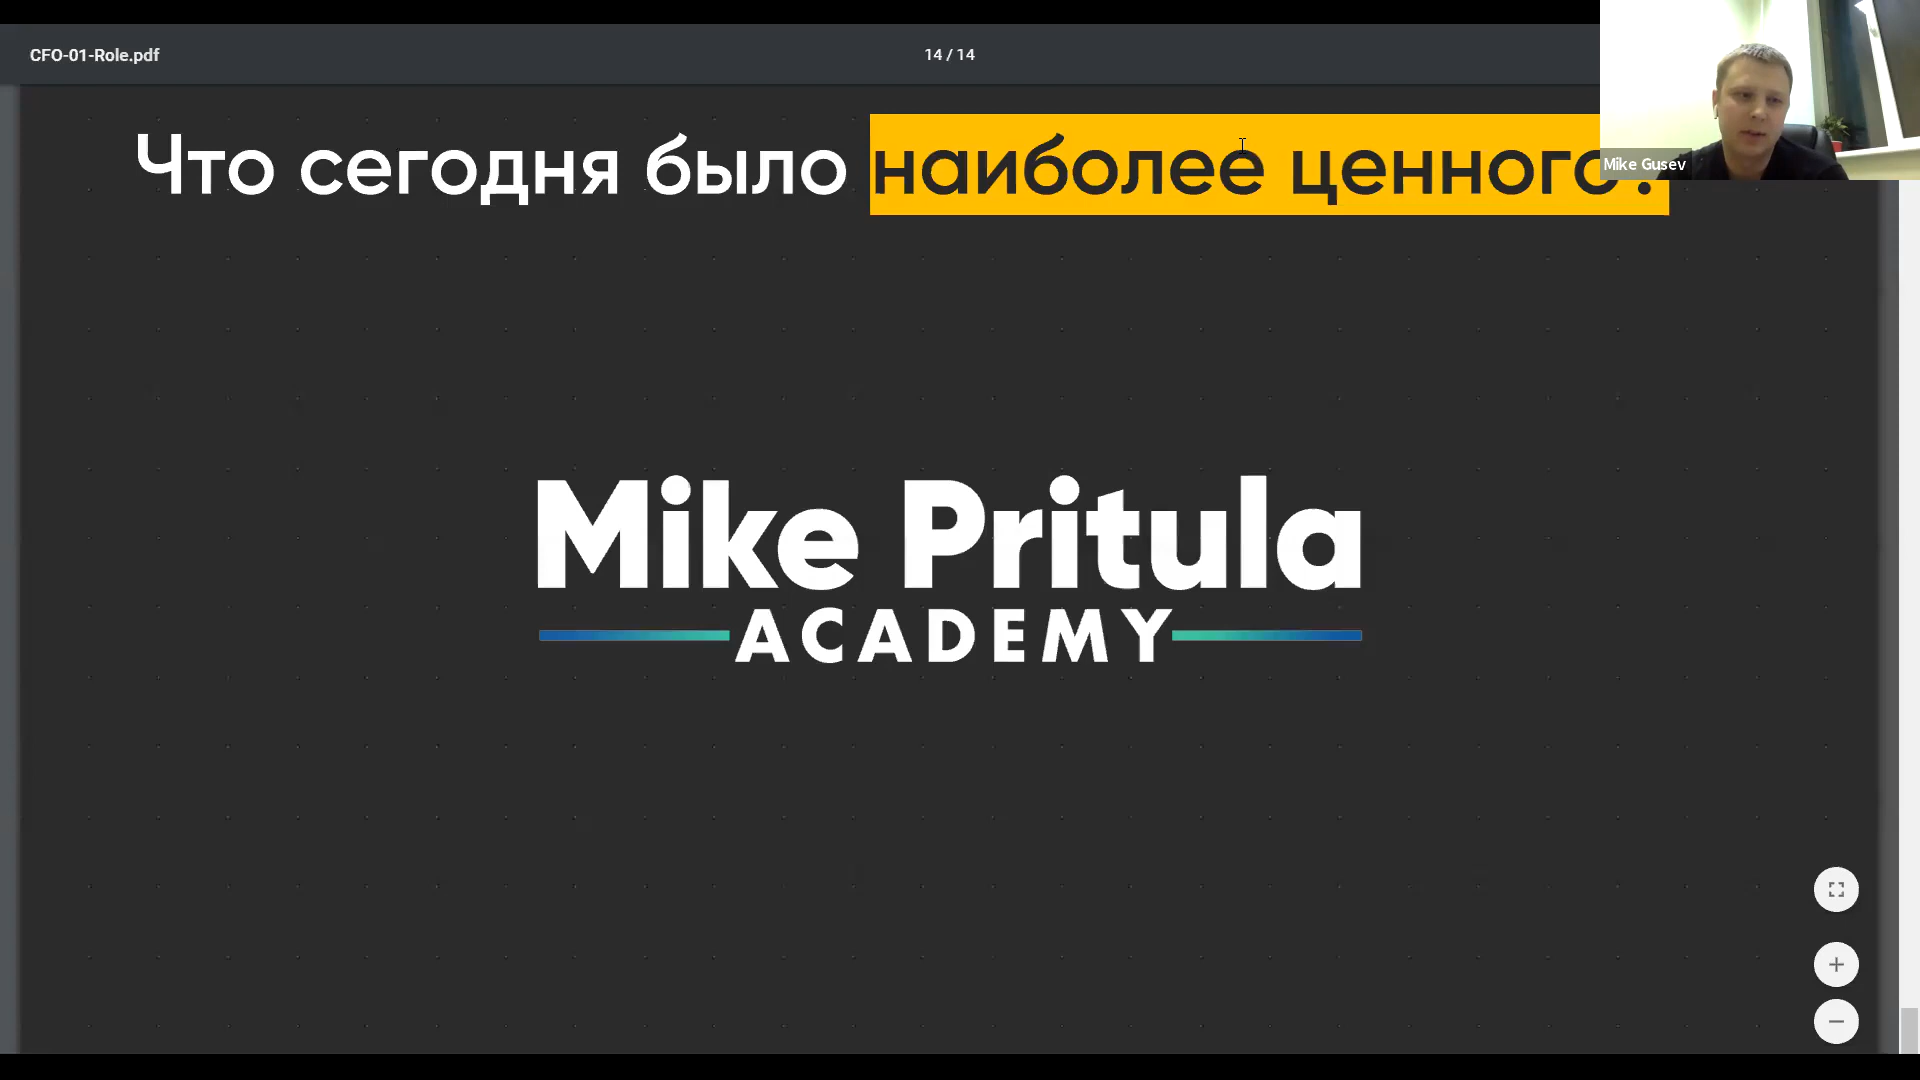 CFO-01-Role.pdf
14 / 14
Что сегодня было наиболее ценного?
Mike Gusev
Mike Pritula
ACADEMY